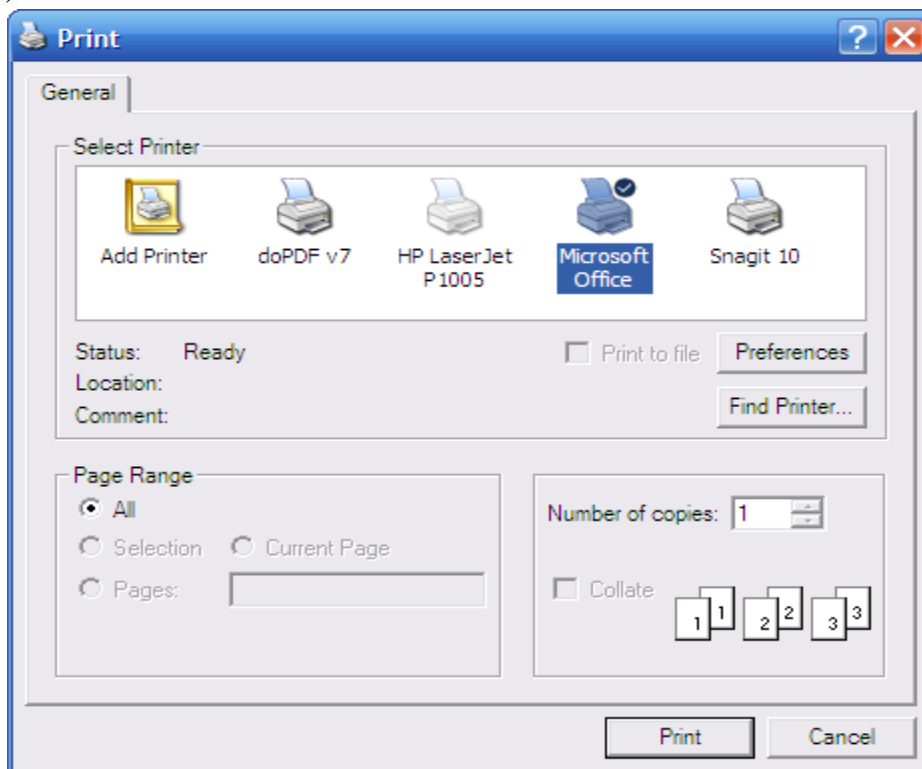 Print
General
Select Printer
Add Printer
doPDF v7
HP LaserJet
P1005
Microsoft
Office
Snagit 10
Status: Ready
Print to file
Preferences
Location:
Comment:
Find Printer...
Page Range
All
Selection
Current Page
Pages:
Number of copies: 1
Collate
1 1 2 2 3 3
Print
Cancel